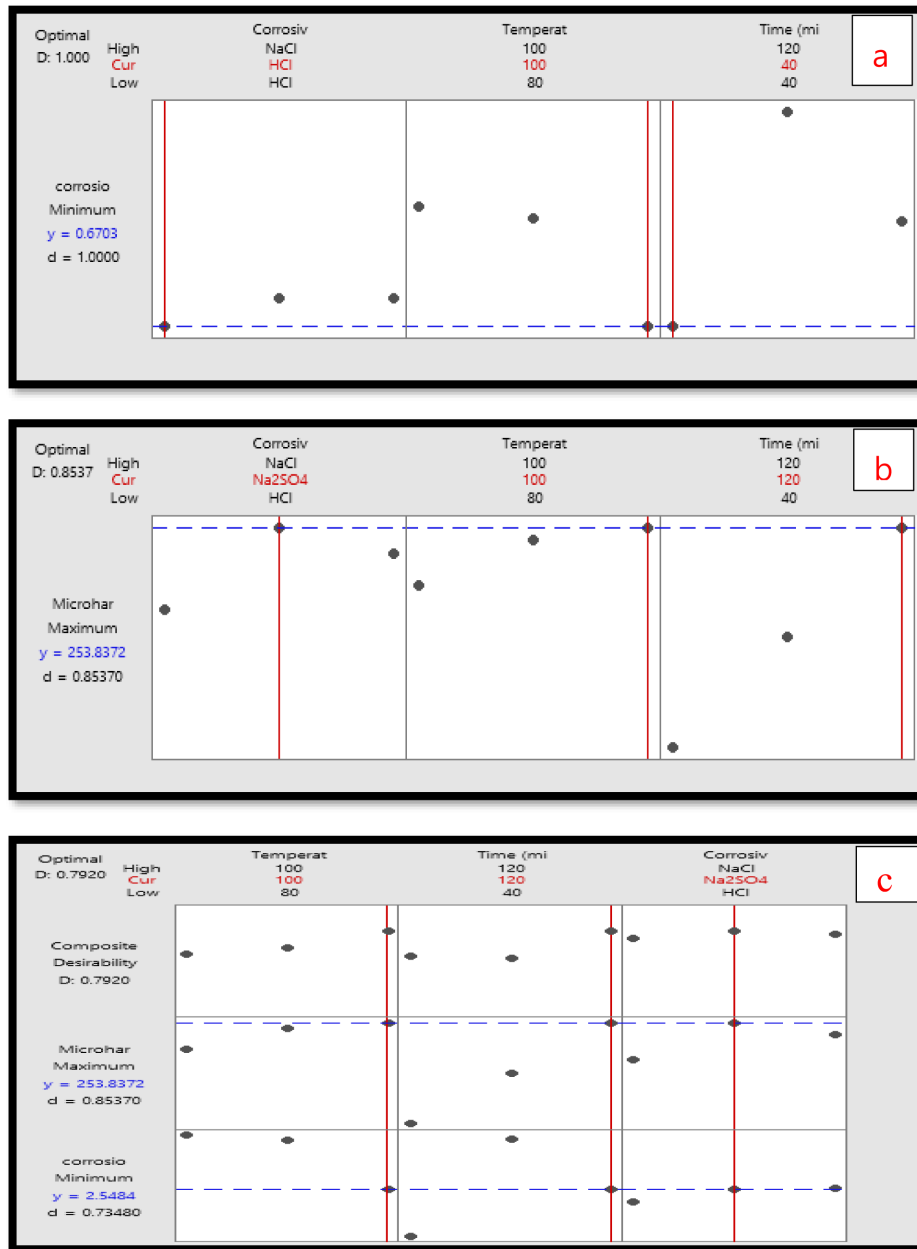 Optimal
D: 1.000
High
Cur
Low
Corrosiv
NaCl
HCl
HCl
Temperat
100
100
80
Time (mi
120
40
40
a
corrosio
Minimum
y = 0.6703
d = 1.0000
Optimal
D: 0.8537
High
Cur
Low
Corrosiv
NaCl
Na2SO4
HCl
Temperat
100
100
80
Time (mi
120
120
40
b
Microhar
Maximum
y = 253.8372
d = 0.85370
Optimal
D: 0.7920
High
Cur
Low
Temperat
100
100
80
Time (mi
120
120
40
Corrosiv
NaCl
Na2SO4
HCl
c
Composite
Desirability
D: 0.7920
Microhar
Maximum
y = 253.8372
d = 0.85370
corrosio
Minimum
y = 2.5484
d = 0.73480